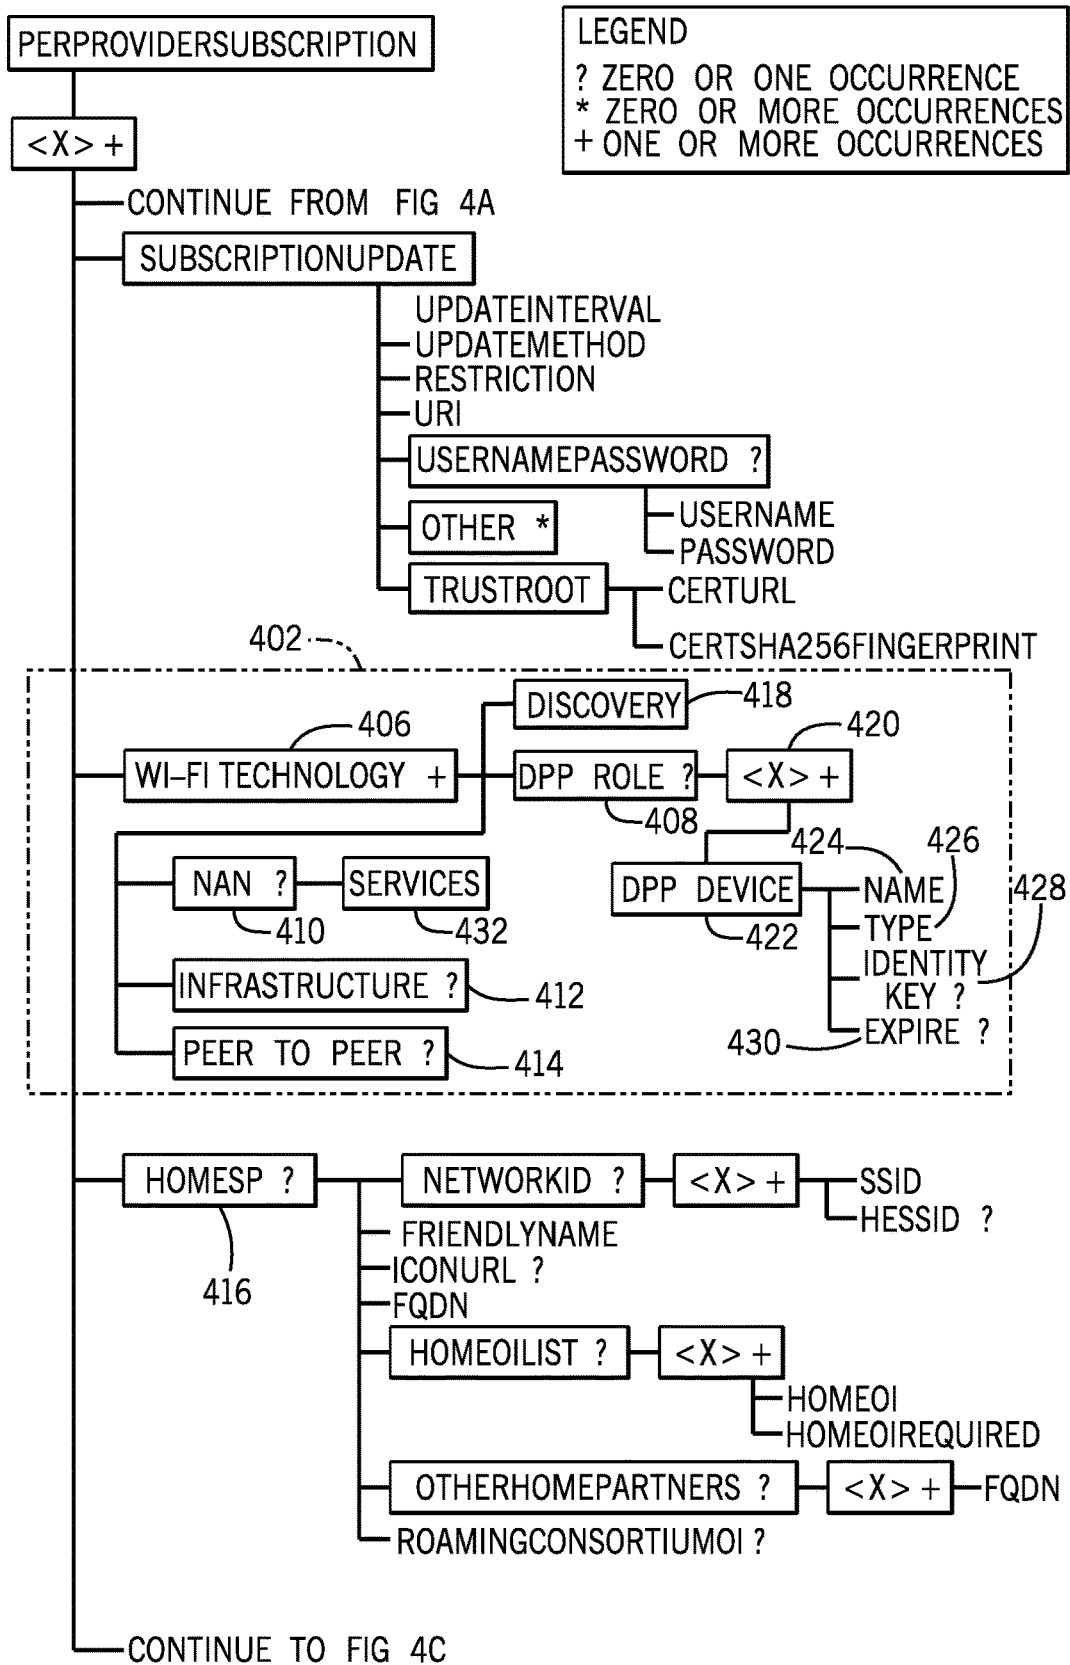 PERPROVIDERSUBSCRIPTION
LEGEND
? ZERO OR ONE OCCURRENCE
* ZERO OR MORE OCCURRENCES
+ ONE OR MORE OCCURRENCES
<X> +
CONTINUE FROM FIG 4A
SUBSCRIPTIONUPDATE
UPDATEINTERVAL
UPDATEMETHOD
RESTRICTION
URI
USERNAMEPASSWORD ?
USERNAME
PASSWORD
OTHER *
TRUSTROOT
CERTURL
CERTSHA256FINGERPRINT
402
DISCOVERY
418
406
420
WI-FI TECHNOLOGY +
DPP ROLE ?
<X> +
408
424
426
NAN ?
SERVICES
DPP DEVICE
NAME
428
410
432
422
TYPE
IDENTITY
KEY ?
INFRASTRUCTURE ?
412
430
EXPIRE ?
PEER TO PEER ?
414
HOMESP ?
NETWORKID ?
<X> +
SSID
HESSID ?
416
FRIENDLYNAME
ICONURL ?
FQDN
HOMEOILIST ?
<X> +
HOMEOI
HOMEOIREQUIRED
OTHERHOMEPARTNERS ?
<X> +
FQDN
ROAMINGCONSORTIUMOI ?
CONTINUE TO FIG 4C